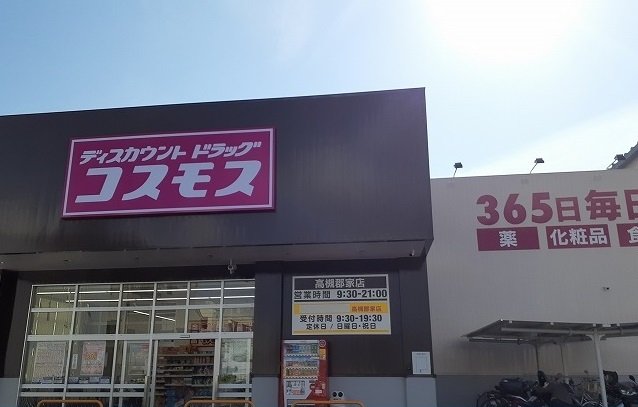 ディスカウント ドラッグ
コスモス
365日毎日
薬 化粧品 食
高槻郡家店
営業時間 9:30-21:00
高槻郡家店
受付時間 9:30-19:30
定休日 / 日曜日・祝日